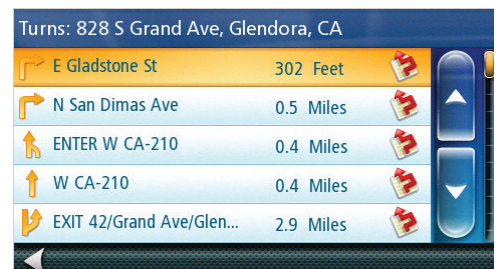 Turns: 828 S Grand Ave, Glendora, CA
E Gladstone St 302 Feet
N San Dimas Ave 0.5 Miles
ENTER W CA-210 0.4 Miles
W CA-210 0.4 Miles
EXIT 42/Grand Ave/Glen... 2.9 Miles